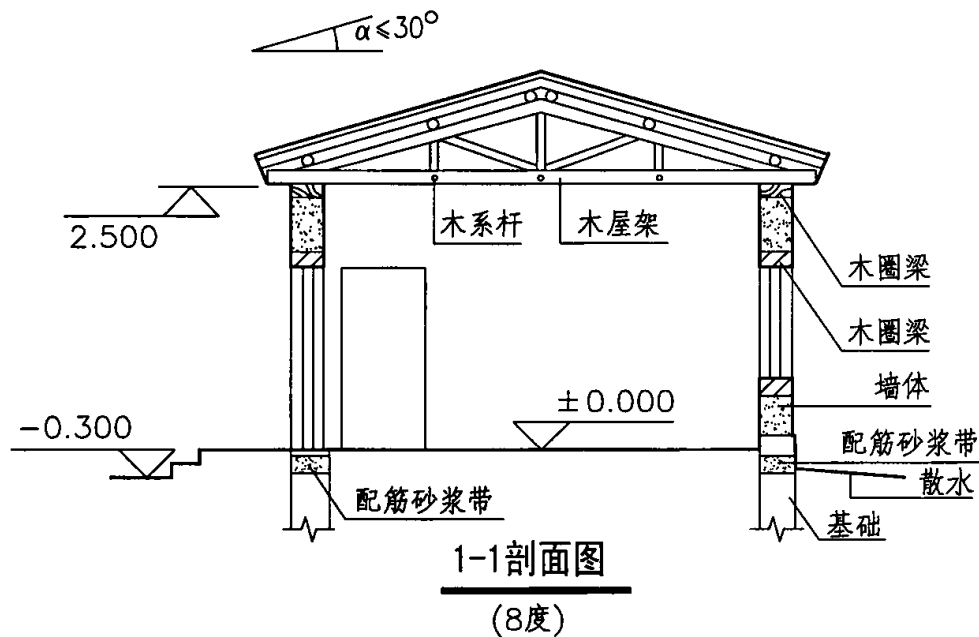 α≤30°
2.500
木系杆
木屋架
木圈梁
木圈梁
墙体
±0.000
-0.300
配筋砂浆带
散水
配筋砂浆带
基础
1-1剖面图
(8度)